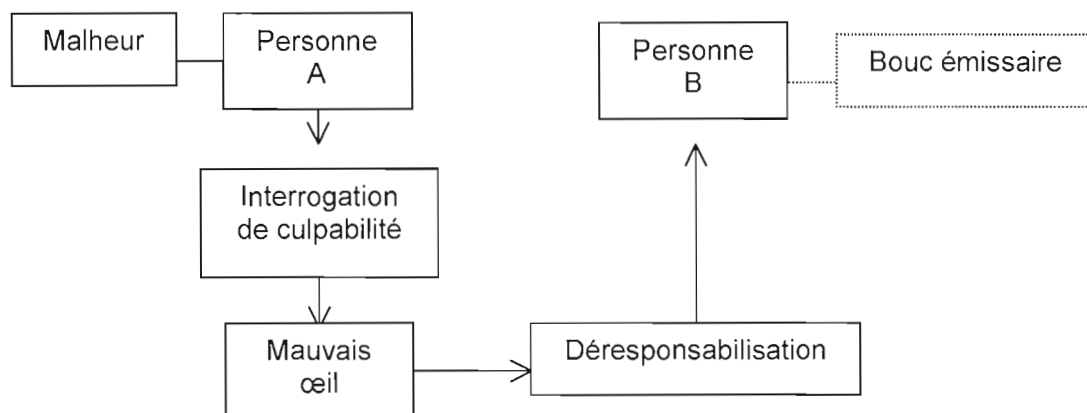 Malheur
Personne
A
Personne
B
Bouc émissaire
Interrogation
de culpabilité
Mauvais
œil
Déresponsabilisation